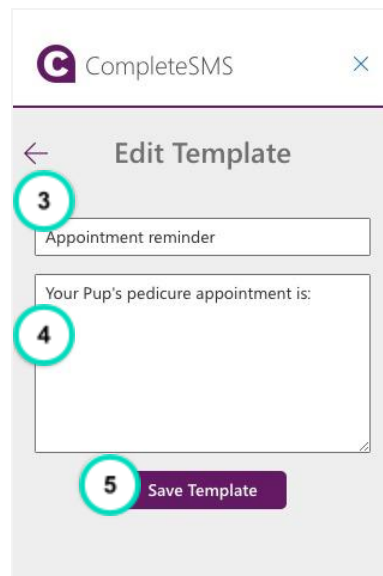 CompleteSMS
Edit Template
3
Appointment reminder
Your Pup's pedicure appointment is:
4
5
Save Template